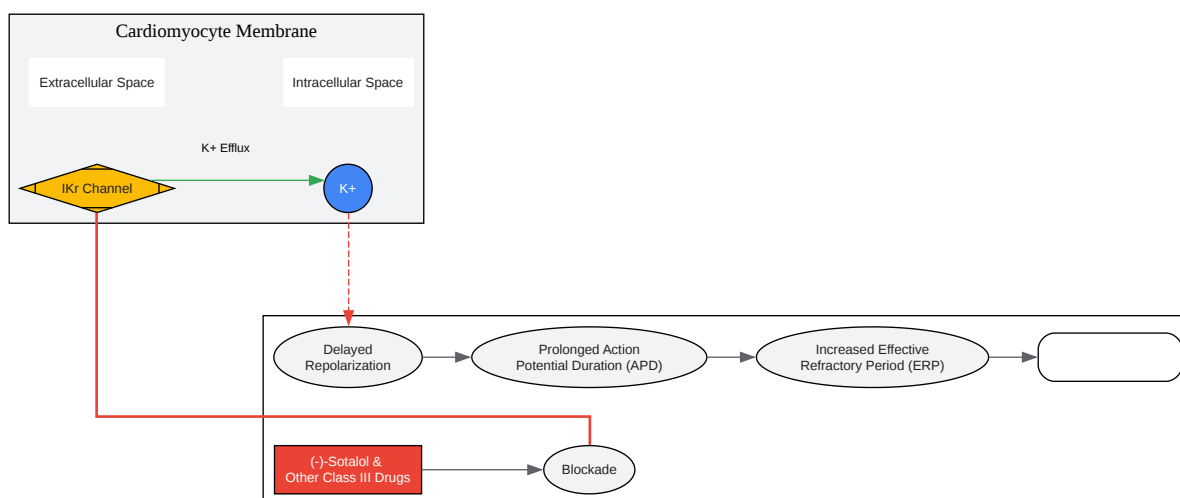 Cardiomyocyte Membrane
Extracellular Space
Intracellular Space
K+ Efflux
IKr Channel
K+
Delayed
Repolarization
Prolonged Action
Potential Duration (APD)
Increased Effective
Refractory Period (ERP)
(-)-Sotalol &
Other Class III Drugs
Blockade